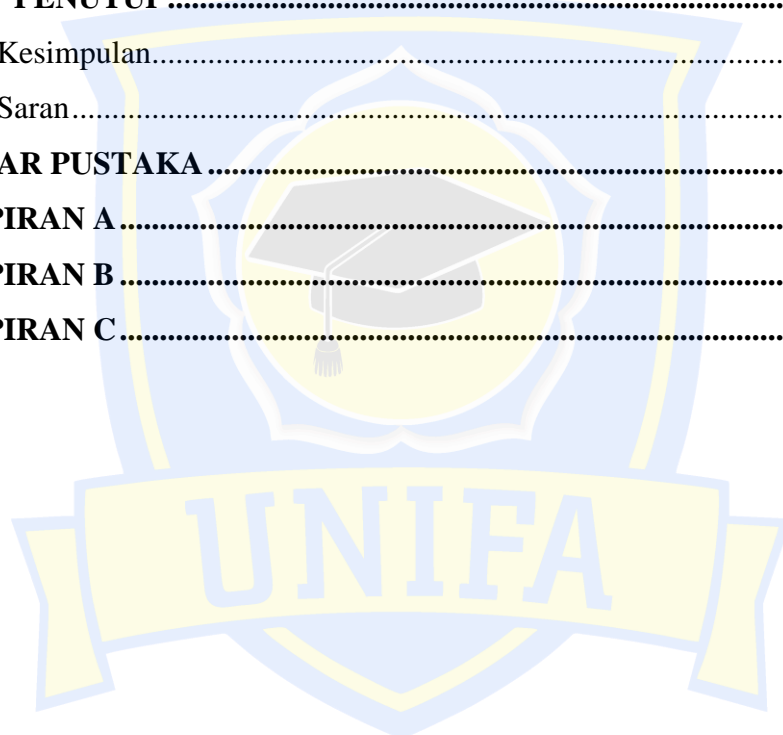 PENUTUP ........................................................................................
Kesimpulan.........................................................................................
Saran...................................................................................................
AR PUSTAKA ..................................................................................
PIRAN A .............................................................................................
PIRAN B .............................................................................................
PIRAN C .............................................................................................
UNIFA